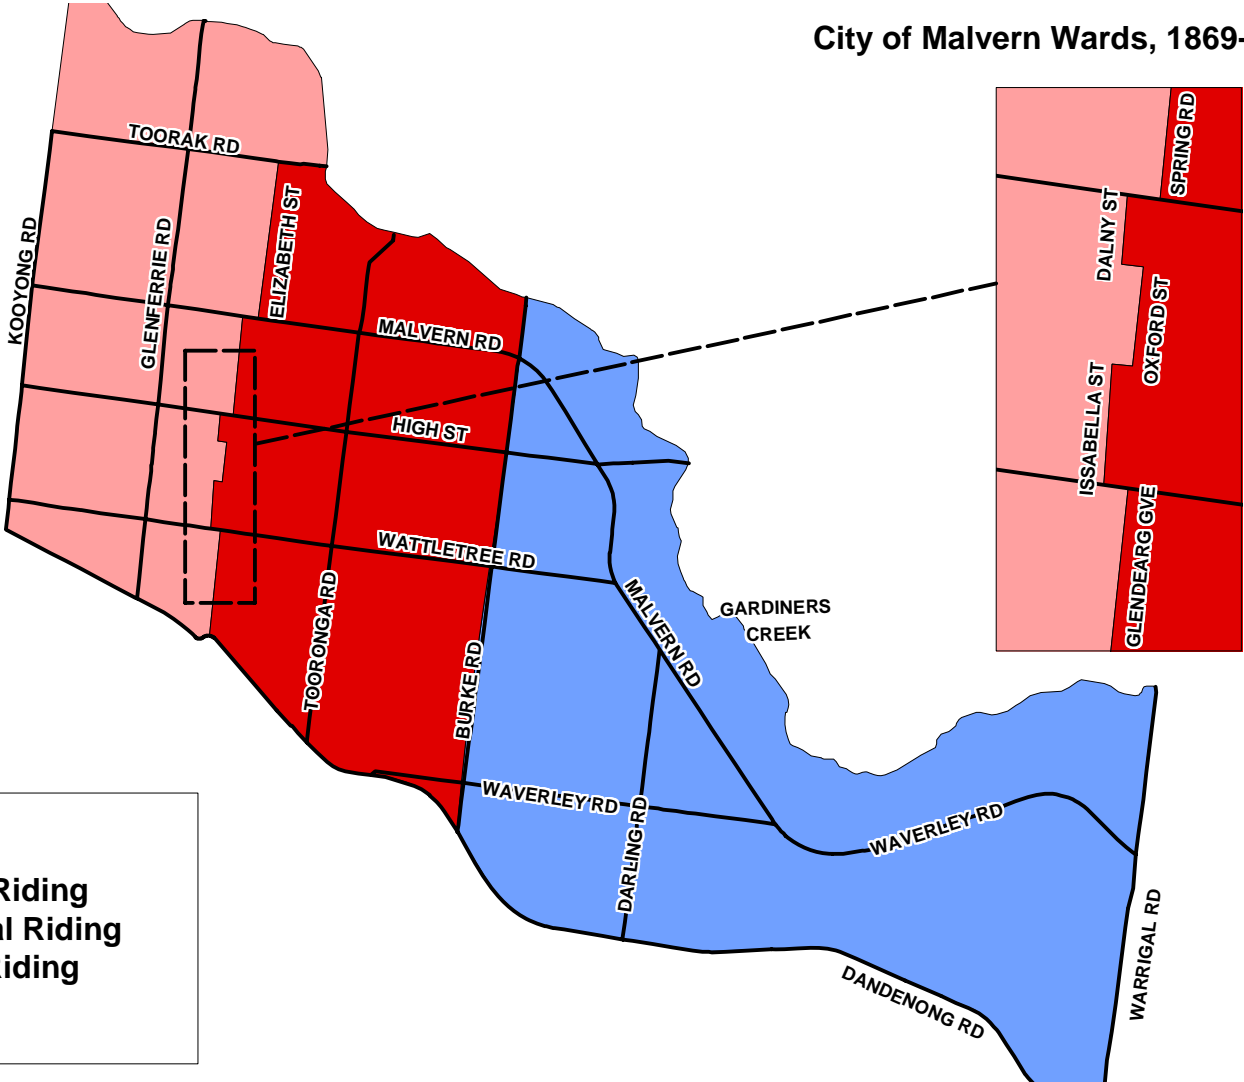 City of Malvern Wards, 1869-
TOORAK RD
KOOYONG RD
GLENFERRIE RD
ELIZABETH ST
MALVERN RD
HIGH ST
WATTLETREE RD
TOORONGA RD
BURKE RD
MALVERN RD
GARDINERS
CREEK
WAVERLEY RD
DARLING RD
WAVERLEY RD
DANDENONG RD
WARRIGAL RD
SPRING RD
DALNY ST
OXFORD ST
ISSABELLA ST
GLENDEARG GVE
Riding
al Riding
Riding